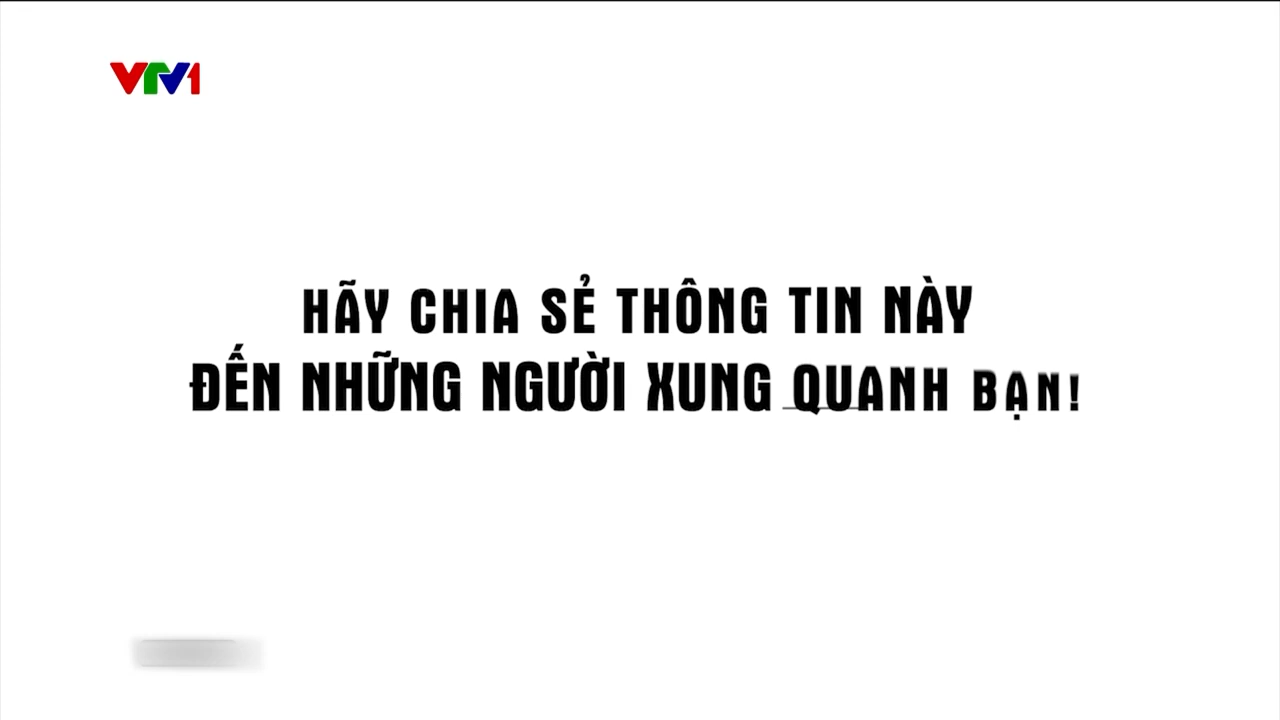 VTV1
HÃY CHIA SẺ THÔNG TIN NÀY
ĐẾN NHỮNG NGƯỜI XUNG QUANH BẠN!